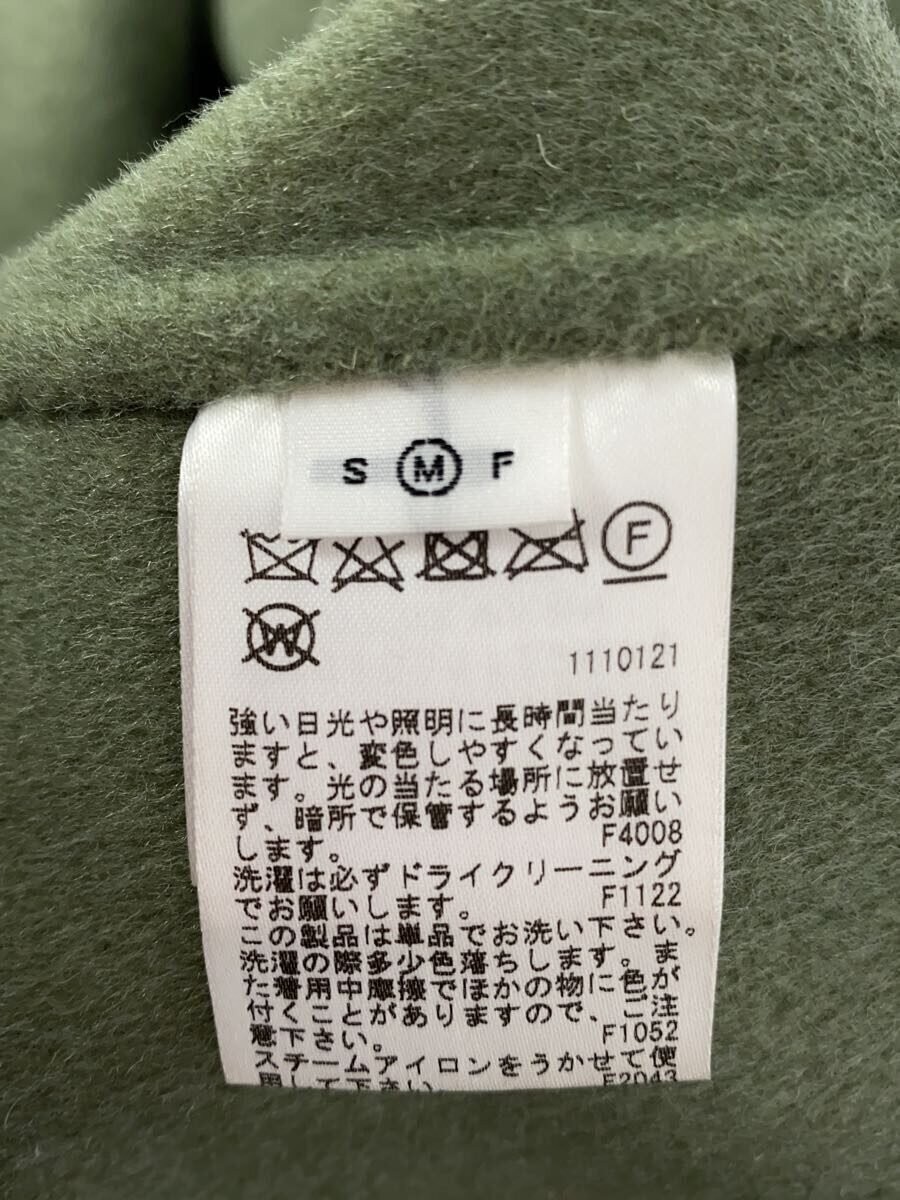 S M F
F
W
1110121
強い日光や照明に長時間当たり
ますと、変色しやすくなってい
ます。光の当たる場所に放置せ
ず、暗所で保管するようお願い
します。 F4008
洗濯は必ずドライクリーニング
でお願いします。 F1122
この製品は単品でお洗い下さい。
洗濯の際多少色落ちします。ま
た着用中摩擦でほかの物に色が
付くことがありますので、ご注
意下さい。 F1052
スチームアイロンをうかせて使
用して下さい。 F2043